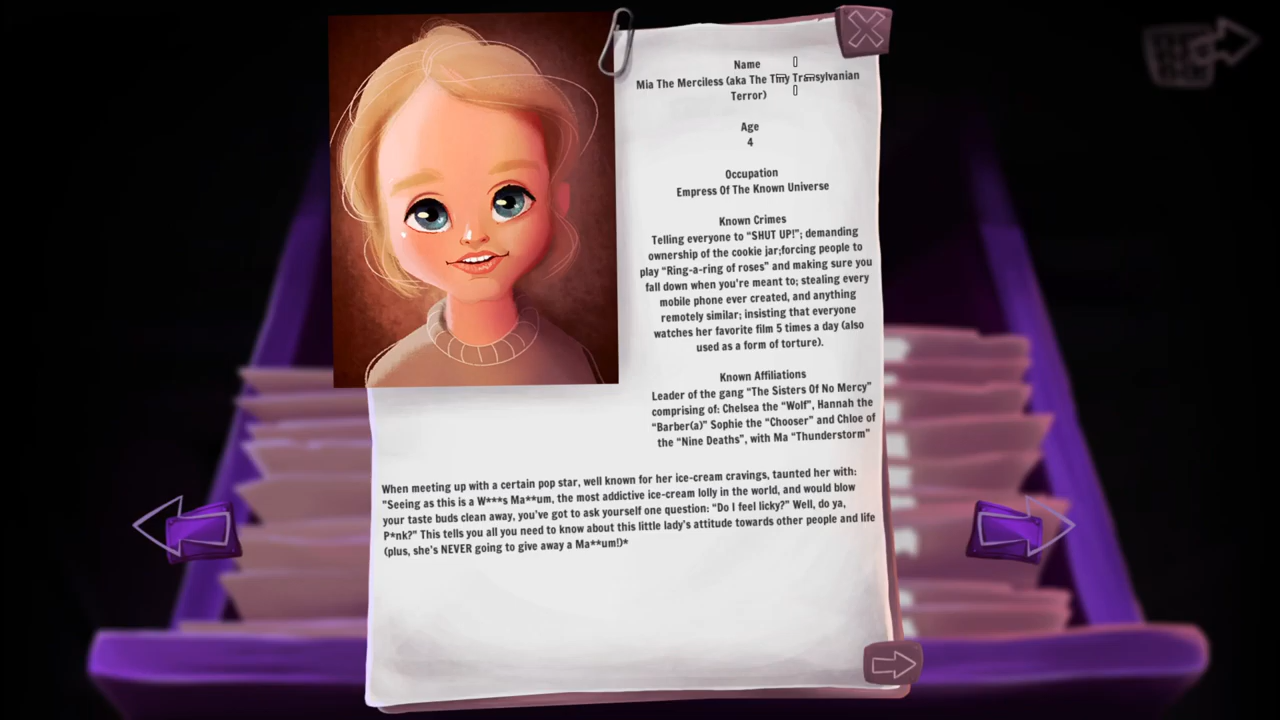 Name
Mia The Merciless (aka The Tiny Transylvanian
Terror)
Age
4
Occupation
Empress Of The Known Universe
Known Crimes
Telling everyone to “SHUT UP!”; demanding
ownership of the cookie jar;forcing people to
play “Ring-a-ring of roses” and making sure you
fall down when you're meant to; stealing every
mobile phone ever created, and anything
remotely similar; insisting that everyone
watches her favorite film 5 times a day (also
used as a form of torture).
Known Affiliations
Leader of the gang “The Sisters Of No Mercy”
comprising of: Chelsea the “Wolf”, Hannah the
“Barber(a)” Sophie the “Chooser” and Chloe of
the “Nine Deaths”, with Ma “Thunderstorm”
When meeting up with a certain pop star, well known for her ice-cream cravings, taunted her with:
"Seeing as this is a W***s Ma**um, the most addictive ice-cream lolly in the world, and would blow
your taste buds clean away, you've got to ask yourself one question: "Do I feel licky?" Well, do ya,
P*nk?" This tells you all you need to know about this little lady's attitude towards other people and life
(plus, she's NEVER going to give away a Ma**um!)*